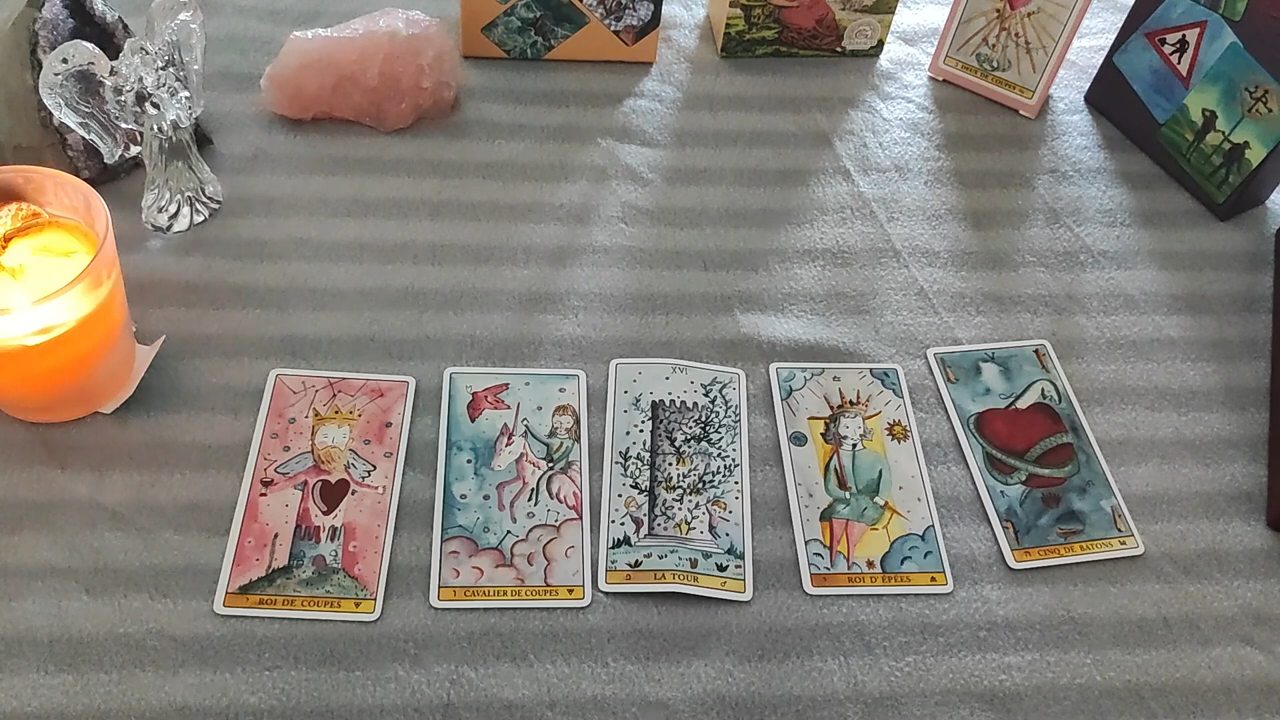 DEUX DE COUPES
ROI DE COUPES
CAVALIER DE COUPES
XVI
LA TOUR
ROI D'ÉPÉES
CINQ DE BATONS